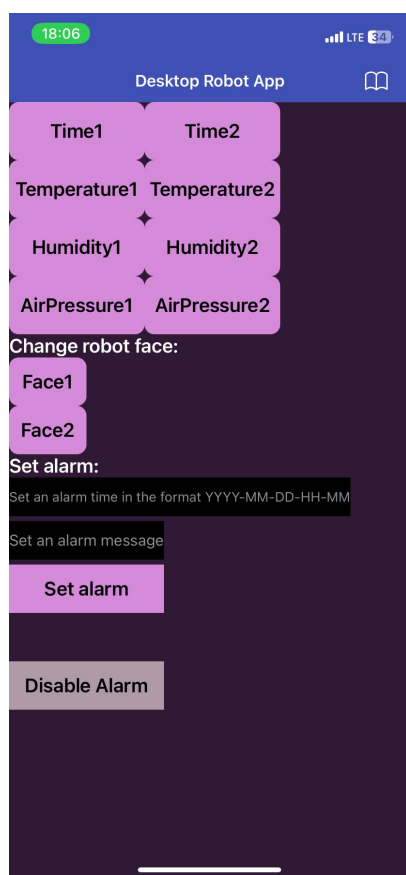 18:06 LTE 34
Desktop Robot App
Time1 Time2
Temperature1 Temperature2
Humidity1 Humidity2
AirPressure1 AirPressure2
Change robot face:
Face1
Face2
Set alarm:
Set an alarm time in the format YYYY-MM-DD-HH-MM
Set an alarm message
Set alarm
Disable Alarm